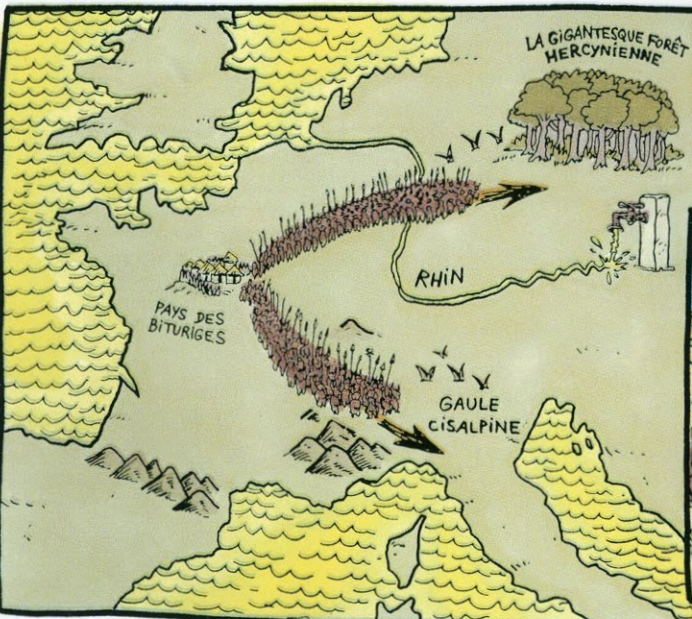 LA GIGANTESQUE FORÊT
HERCYNIENNE
RHIN
PAYS DES
BITURIGES
GAULE
CISALPINE